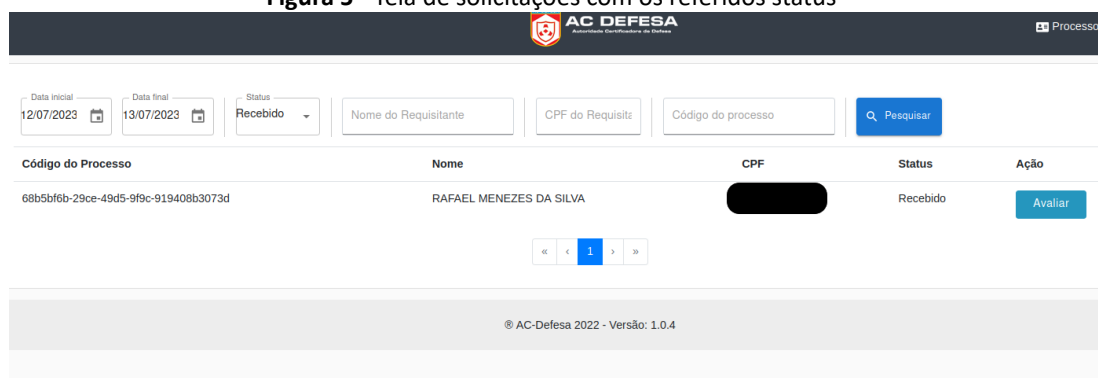 Figura 5 - Tela de solicitações com os referidos status
AC DEFESA
Autoridade Certificadora de Defesa
Processo
Data inicial
Data final
Status
12/07/2023
13/07/2023
Recebido
Nome do Requisitante
CPF do Requisita
Código do processo
Pesquisar
Código do Processo Nome CPF Status Ação
68b5bf6b-29ce-49d5-9f9c-919408b3073d RAFAEL MENEZES DA SILVA Recebido Avaliar
« ‹ 1 › »
® AC-Defesa 2022 - Versão: 1.0.4